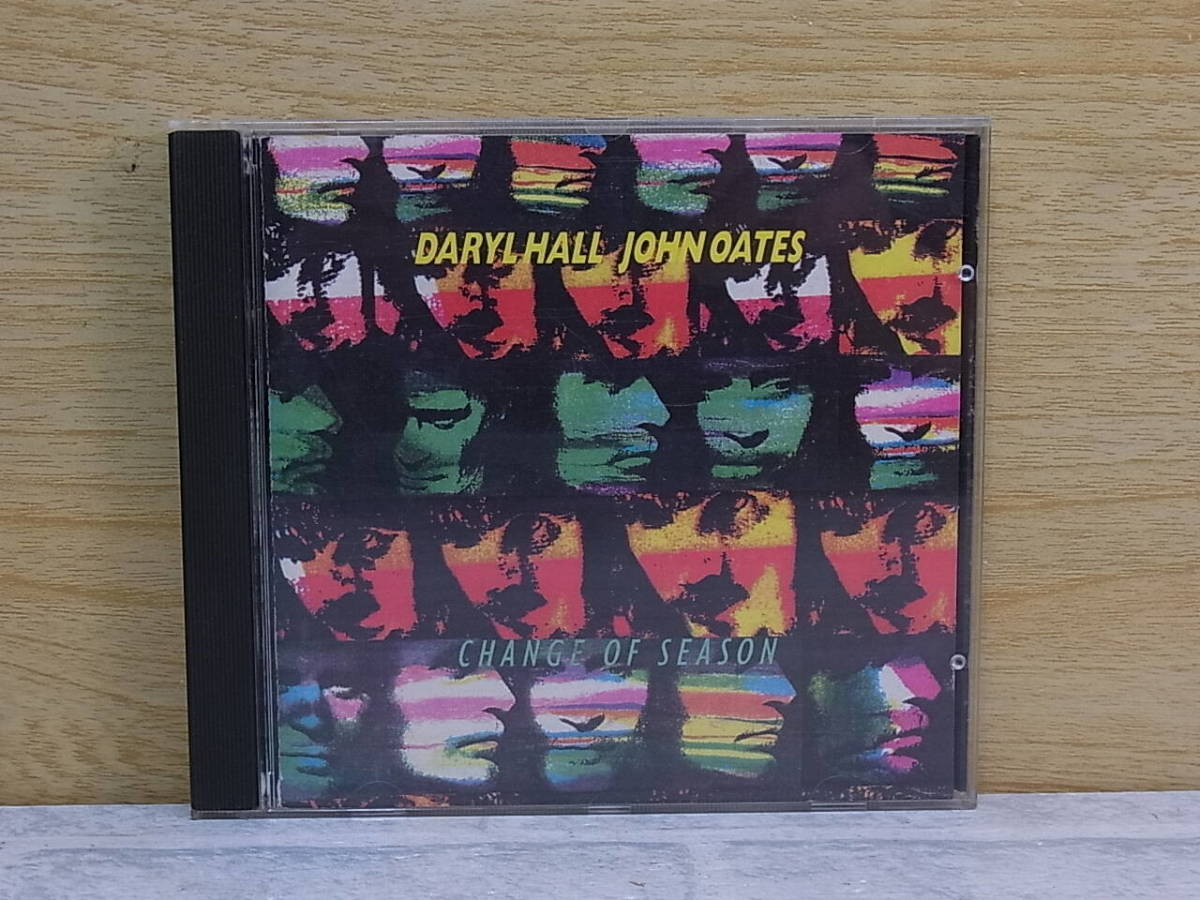 DARYL HALL JOHN OATES
CHANGE OF SEASON